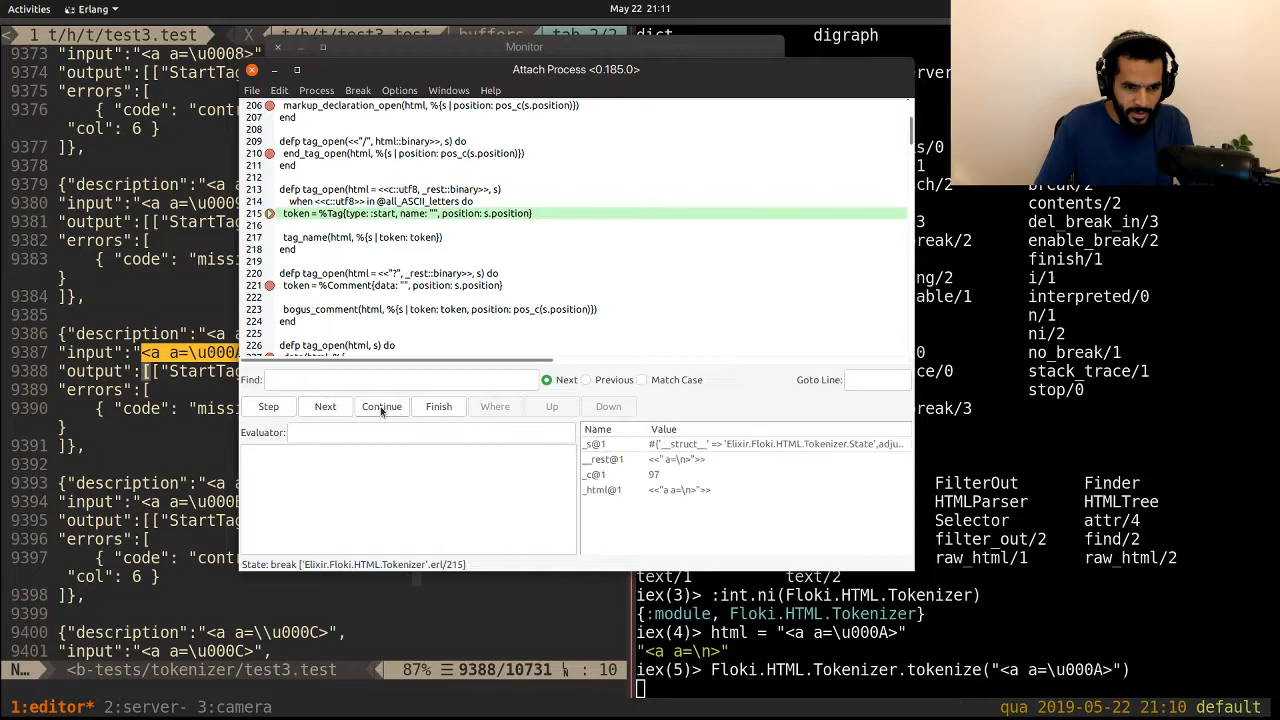 Activities
Erlang
May 22 21:11
1 t/h/t/test3.test
X
t/h/t/test3.test
buffers
tab 2/2
9373 "input":"<a a=\u0008>"
9374 "output":[["StartTag
9375 "errors":[
9376 { "code": "cont
"col": 6 }
9377 ]},
9378
9379 {"description":"<a
9380 "input":"<a a=\u000
9381 "output":[["StartTa
9382 "errors":[
9383 { "code": "missi
}
9384 ]},
9385
9386 {"description":"<a
9387 "input":"<a a=\u000A
9388 "output":[["StartTa
9389 "errors":[
9390 { "code": "miss
}
9391 ]},
9392
9393 {"description":"<a
9394 "input":"<a a=\u000
9395 "output":[["StartTa
9396 "errors":[
9397 { "code": "cont
"col": 6 }
9398 ]},
9399
9400 {"description":"<a a=\\u000C>",
9401 "input":"<a a=\u000C>",
N... <b-tests/tokenizer/test3.test 87% ☰ 9388/10731 : 10
Monitor
Attach Process <0.185.0>
File Edit Process Break Options Windows Help
206 markup_declaration_open(html, %{s | position: pos_c(s.position)})
207 end
208
209 defp tag_open(<<"/", html::binary>>, s) do
210 end_tag_open(html, %{s | position: pos_c(s.position)})
211 end
212
213 defp tag_open(html = <<c::utf8, _rest::binary>>, s)
214 when <<c::utf8>> in @all_ASCII_letters do
215 token = %Tag{type: :start, name: "", position: s.position}
216
217 tag_name(html, %{s | token: token})
218 end
219
220 defp tag_open(html = <<"?", _rest::binary>>, s) do
221 token = %Comment{data: "", position: s.position}
222
223 bogus_comment(html, %{s | token: token, position: pos_c(s.position)})
224 end
225
226 defp tag_open(html, s) do
Find:
Next
Previous
Match Case
Goto Line:
Step
Next
Continue
Finish
Where
Up
Down
Evaluator:
Name Value
_s@1 #{'__struct__' => 'Elixir.Floki.HTML.Tokenizer.State',adju..
__rest@1 <<" a=\n>">>
_c@1 97
_html@1 <<"a a=\n>">>
State: break ['Elixir.Floki.HTML.Tokenizer'.erl/215]
dict digraph
contents/2
del_break_in/3
enable_break/2
finish/1
i/1
interpreted/0
n/1
ni/2
no_break/1
stack_trace/1
stop/0
FilterOut Finder
HTMLParser HTMLTree
Selector attr/4
filter_out/2 find/2
raw_html/1 raw_html/2
text/1 text/2
iex(3)> :int.ni(Floki.HTML.Tokenizer)
{:module, Floki.HTML.Tokenizer}
iex(4)> html = "<a a=\u000A>"
"<a a=\n>"
iex(5)> Floki.HTML.Tokenizer.tokenize("<a a=\u000A>")
1:editor* 2:server- 3:camera
qua 2019-05-22 21:10 default